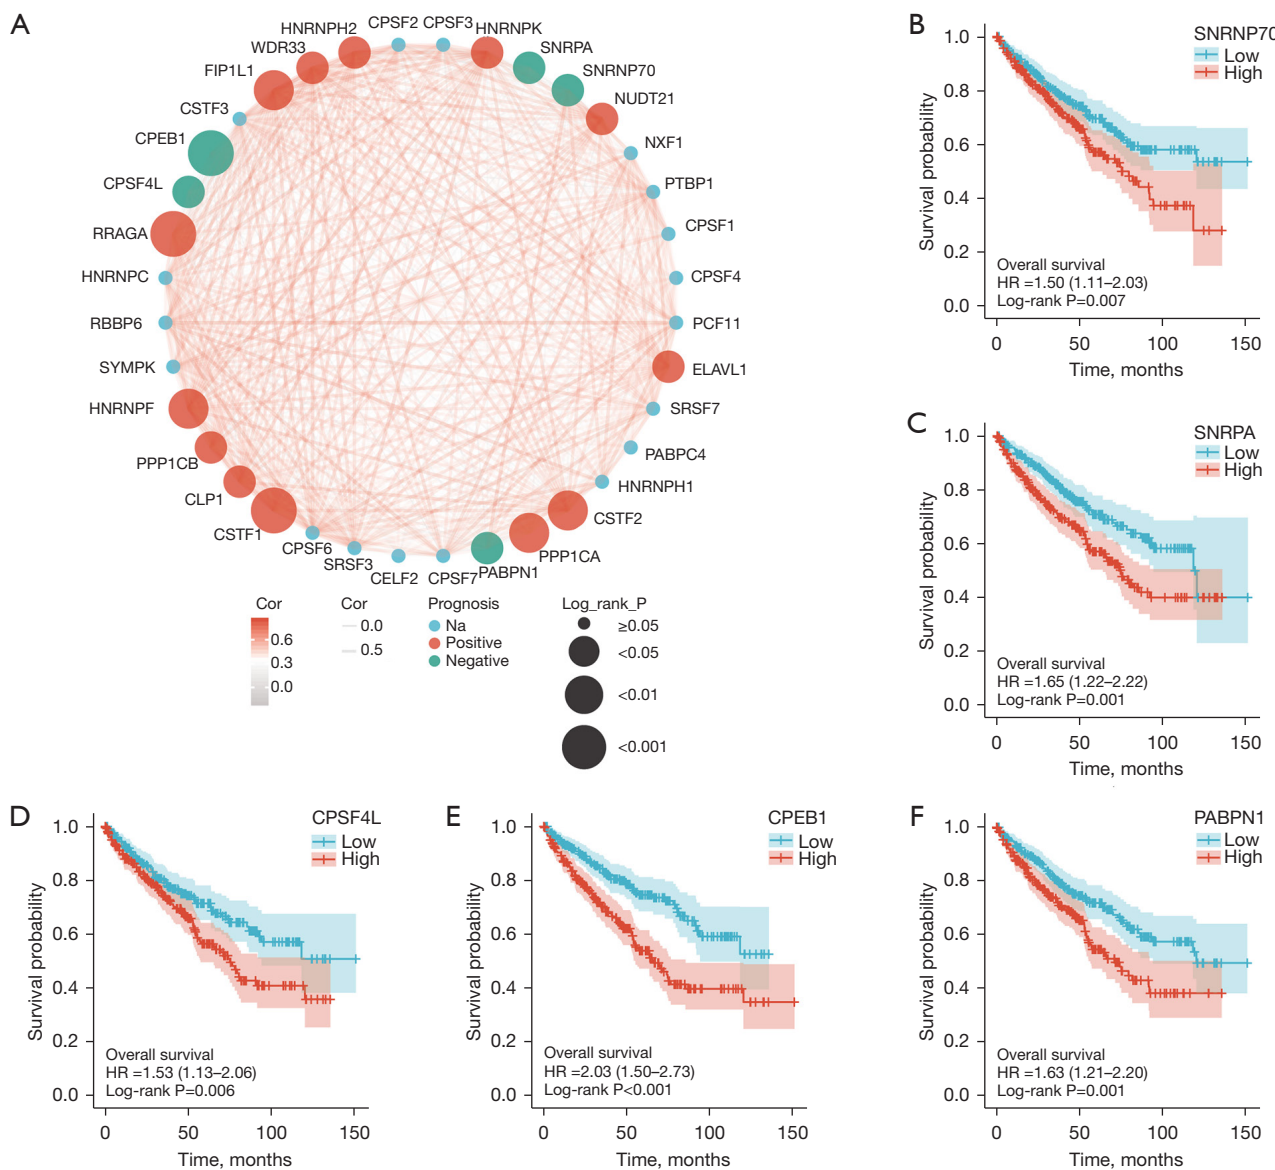 A
HNRNPH2
CPSF2
CPSF3
HNRNPK
WDR33
SNRPA
FIP1L1
SNRNP70
CSTF3
NUDT21
CPEB1
NXF1
CPSF4L
PTBP1
RRAGA
CPSF1
HNRNPC
CPSF4
RBBP6
PCF11
SYMPK
ELAVL1
HNRNPF
SRSF7
PPP1CB
PABPC4
CLP1
HNRNPH1
CSTF1
CSTF2
CPSF6
PPP1CA
SRSF3
CELF2
CPSF7
PABPN1
Cor
0.6
0.3
0.0
Cor
0.0
0.5
Prognosis
Na
Positive
Negative
Log_rank_P
≥0.05
<0.05
<0.01
<0.001
B
SNRNP70
Low
High
Survival probability
1.0
0.8
0.6
0.4
0.2
0.0
Overall survival
HR =1.50 (1.11–2.03)
Log-rank P=0.007
0 50 100 150
Time, months
C
SNRPA
Low
High
Survival probability
1.0
0.8
0.6
0.4
0.2
0.0
Overall survival
HR =1.65 (1.22–2.22)
Log-rank P=0.001
0 50 100 150
Time, months
D
CPSF4L
Low
High
Survival probability
1.0
0.8
0.6
0.4
0.2
0.0
Overall survival
HR =1.53 (1.13–2.06)
Log-rank P=0.006
0 50 100 150
Time, months
E
CPEB1
Low
High
Survival probability
1.0
0.8
0.6
0.4
0.2
0.0
Overall survival
HR =2.03 (1.50–2.73)
Log-rank P<0.001
0 50 100 150
Time, months
F
PABPN1
Low
High
Survival probability
1.0
0.8
0.6
0.4
0.2
0.0
Overall survival
HR =1.63 (1.21–2.20)
Log-rank P=0.001
0 50 100 150
Time, months